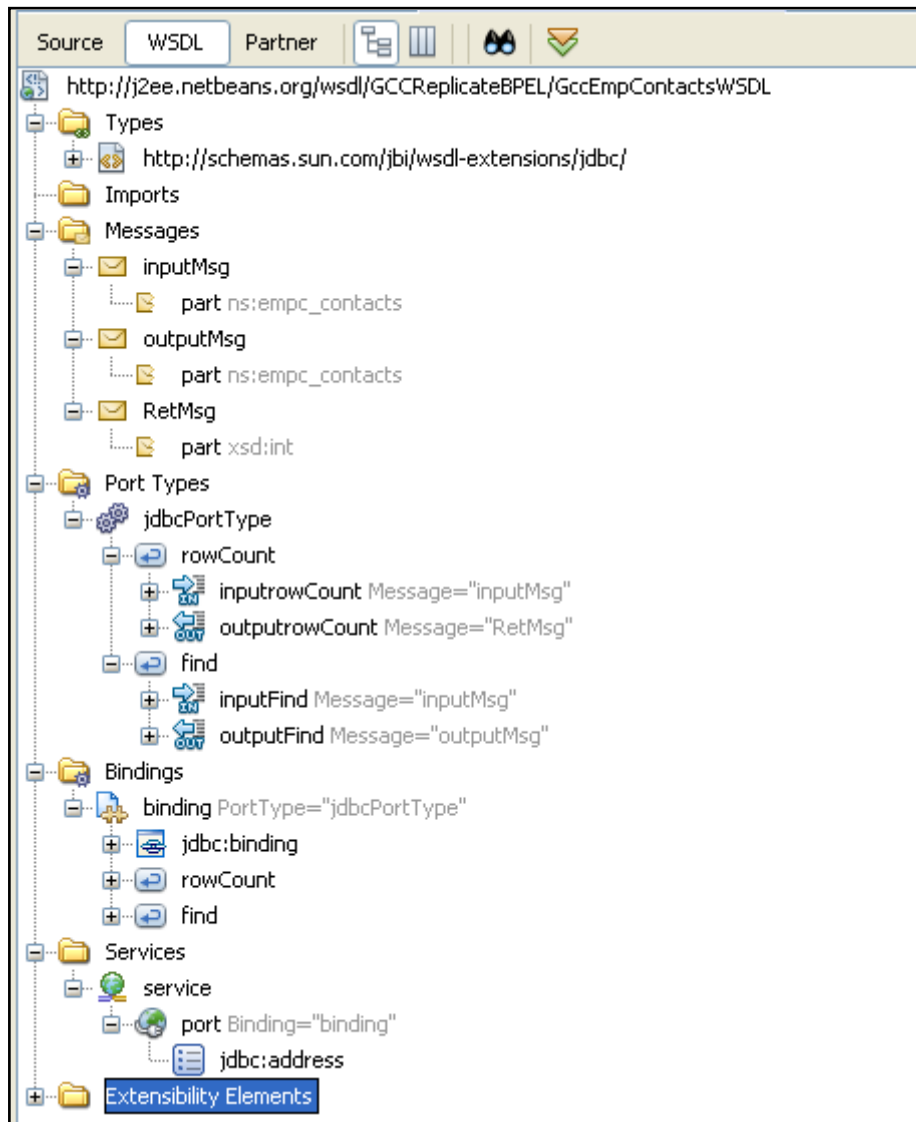 Source WSDL Partner
http://j2ee.netbeans.org/wsdl/GCCReplicateBPEL/GccEmpContactsWSDL
Types
http://schemas.sun.com/jbi/wsdl-extensions/jdbc/
Imports
Messages
inputMsg
part ns:empc_contacts
outputMsg
part ns:empc_contacts
RetMsg
part xsd:int
Port Types
jdbcPortType
rowCount
inputrowCount Message="inputMsg"
outputrowCount Message="RetMsg"
find
inputFind Message="inputMsg"
outputFind Message="outputMsg"
Bindings
binding PortType="jdbcPortType"
jdbc:binding
rowCount
find
Services
service
port Binding="binding"
jdbc:address
Extensibility Elements